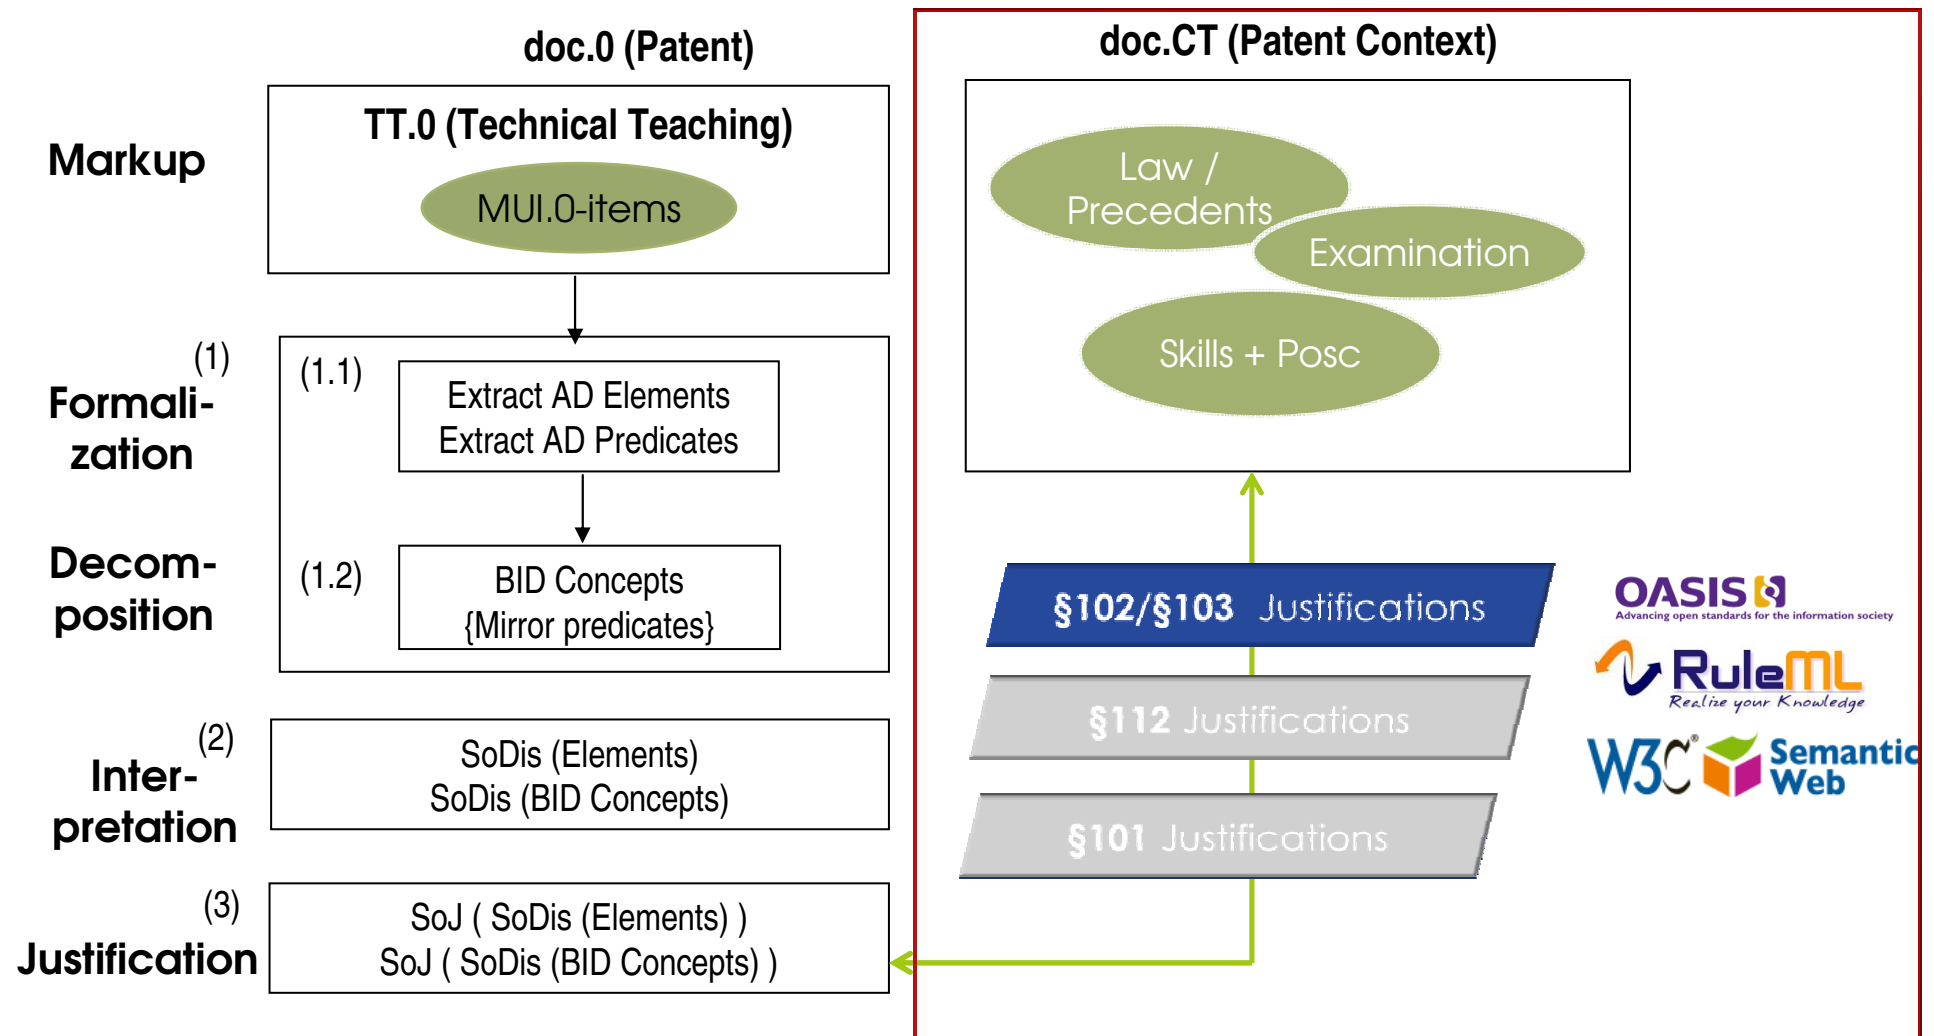 doc.0 (Patent)
Markup
TT.0 (Technical Teaching)
MUI.0-items
(1)
Formali-
zation
(1.1)
Extract AD Elements
Extract AD Predicates
Decom-
position
(1.2)
BID Concepts
{Mirror predicates}
(2)
Inter-
pretation
SoDis (Elements)
SoDis (BID Concepts)
(3)
Justification
SoJ ( SoDis (Elements) )
SoJ ( SoDis (BID Concepts) )
doc.CT (Patent Context)
Law /
Precedents
Examination
Skills + Posc
§102/§103 Justifications
§112 Justifications
§101 Justifications
OASIS
Advancing open standards for the information society
RuleML
Realize your Knowledge
W3C® Semantic
Web